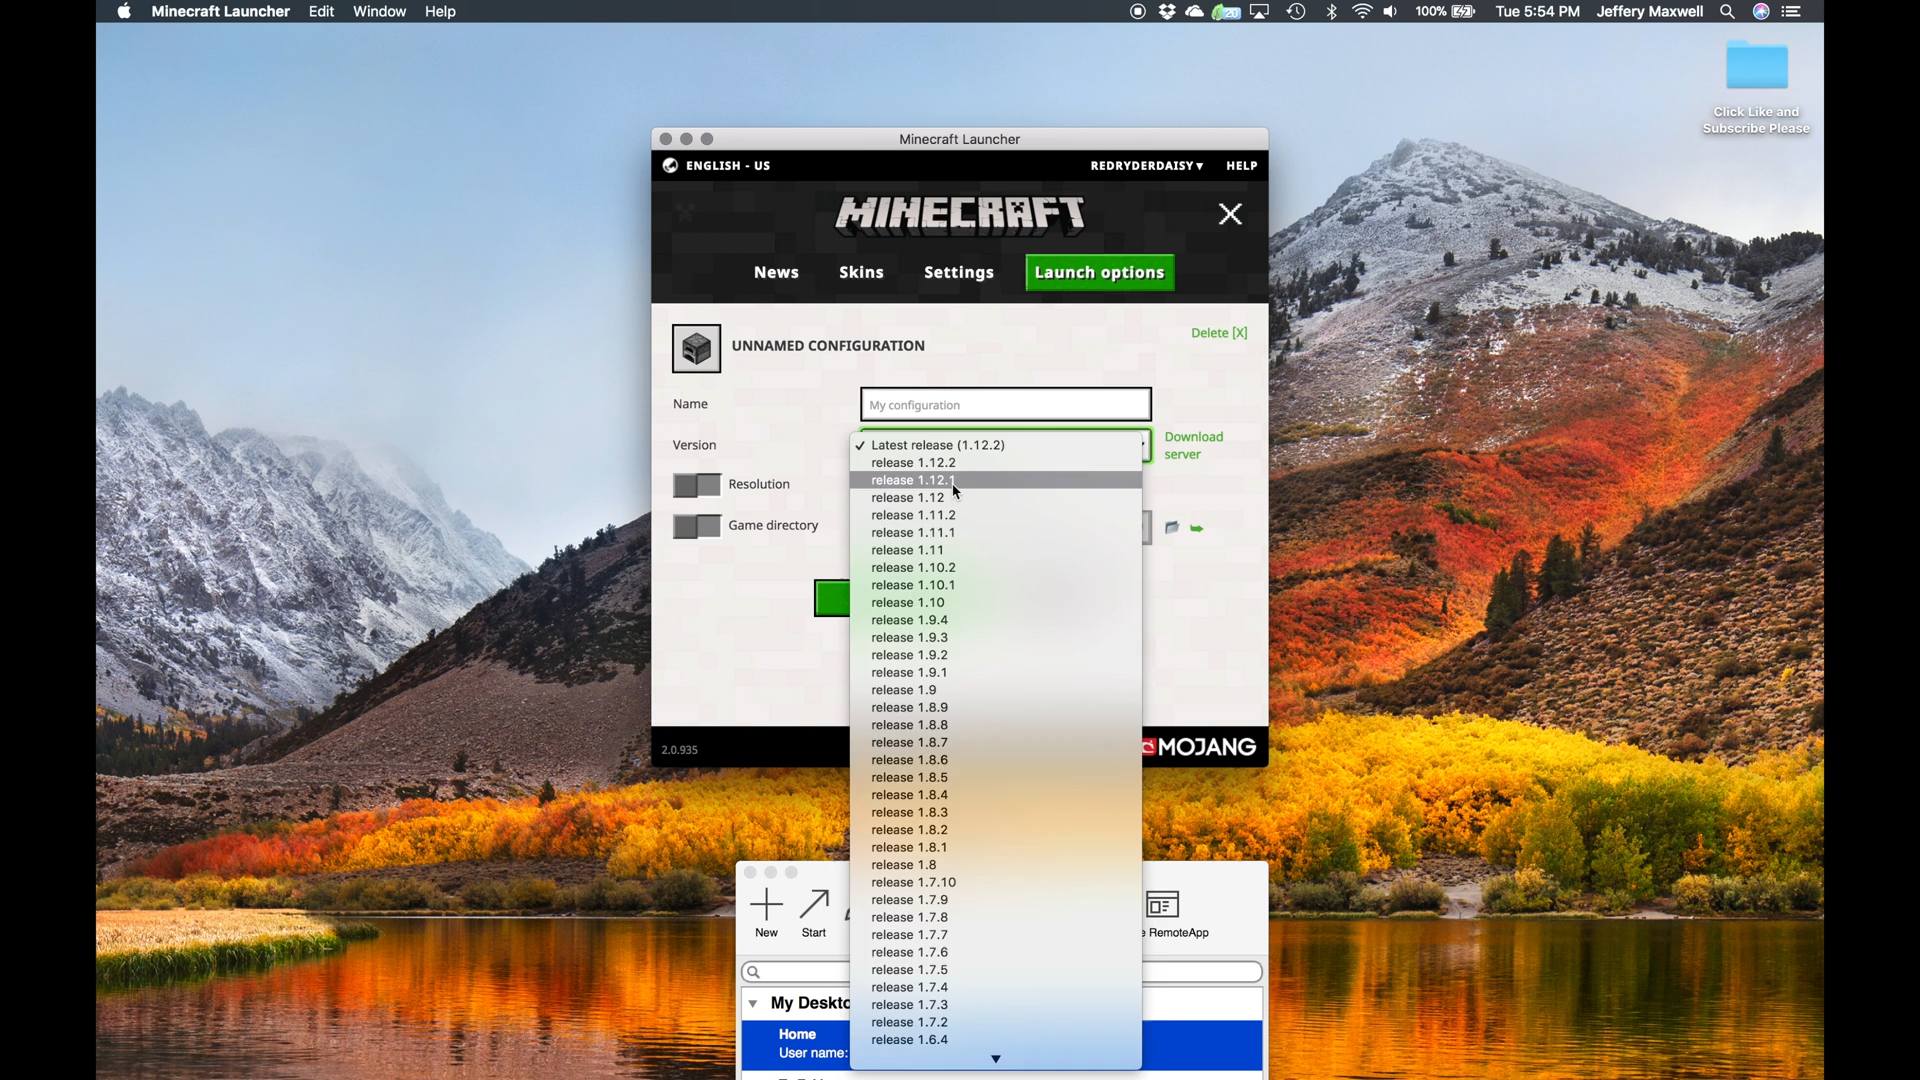 Minecraft Launcher Edit Window Help
20 100% Tue 5:54 PM Jeffery Maxwell
Click Like and
Subscribe Please
Minecraft Launcher
ENGLISH - US REDRYDERDAISY▾ HELP
MINECRAFT
News Skins Settings Launch options
UNNAMED CONFIGURATION
Delete [X]
Name My configuration
Version
Download
server
Resolution
Game directory
✓ Latest release (1.12.2)
release 1.12.2
release 1.12.1
release 1.12
release 1.11.2
release 1.11.1
release 1.11
release 1.10.2
release 1.10.1
release 1.10
release 1.9.4
release 1.9.3
release 1.9.2
release 1.9.1
release 1.9
release 1.8.9
release 1.8.8
release 1.8.7
release 1.8.6
release 1.8.5
release 1.8.4
release 1.8.3
release 1.8.2
release 1.8.1
release 1.8
release 1.7.10
release 1.7.9
release 1.7.8
release 1.7.7
release 1.7.6
release 1.7.5
release 1.7.4
release 1.7.3
release 1.7.2
release 1.6.4
2.0.935
MOJANG
New Start RemoteApp
My Deskto
Home
User name: